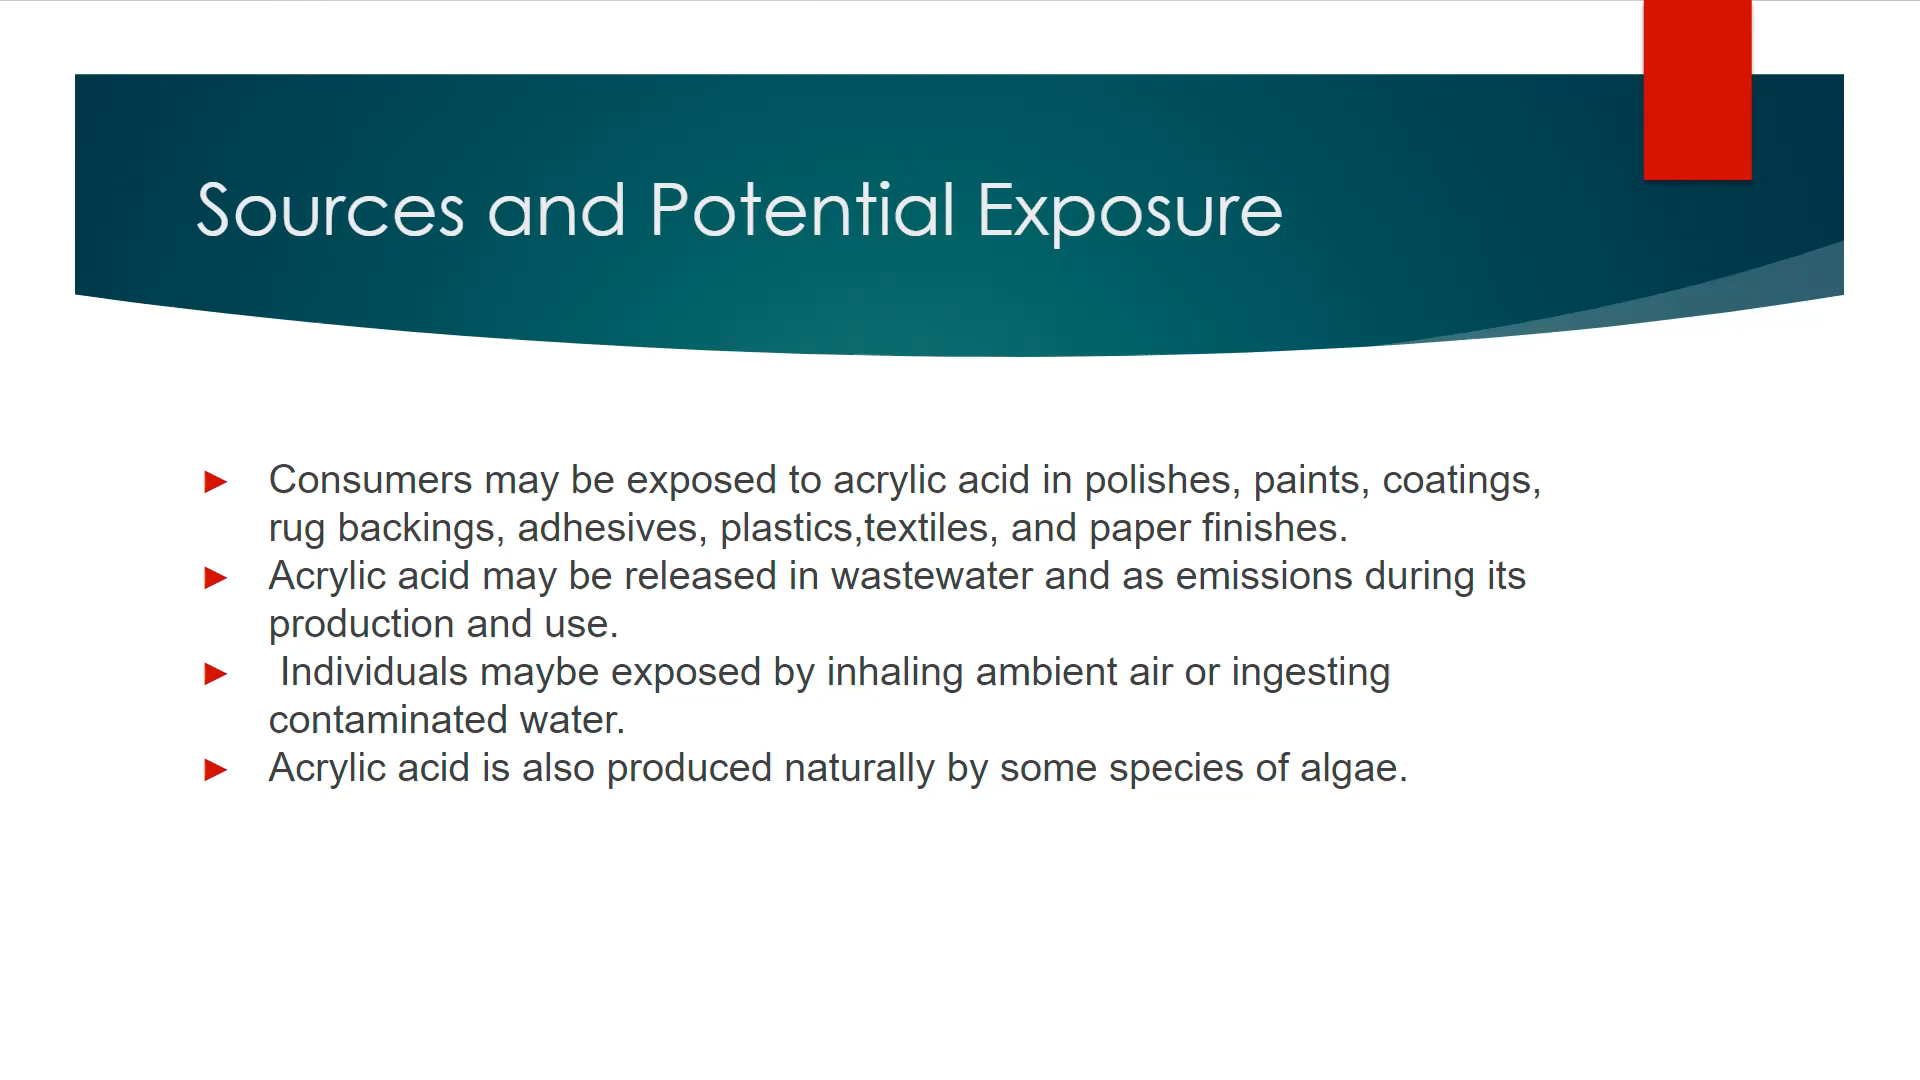 Sources and Potential Exposure
► Consumers may be exposed to acrylic acid in polishes, paints, coatings,
rug backings, adhesives, plastics,textiles, and paper finishes.
► Acrylic acid may be released in wastewater and as emissions during its
production and use.
► Individuals maybe exposed by inhaling ambient air or ingesting
contaminated water.
► Acrylic acid is also produced naturally by some species of algae.